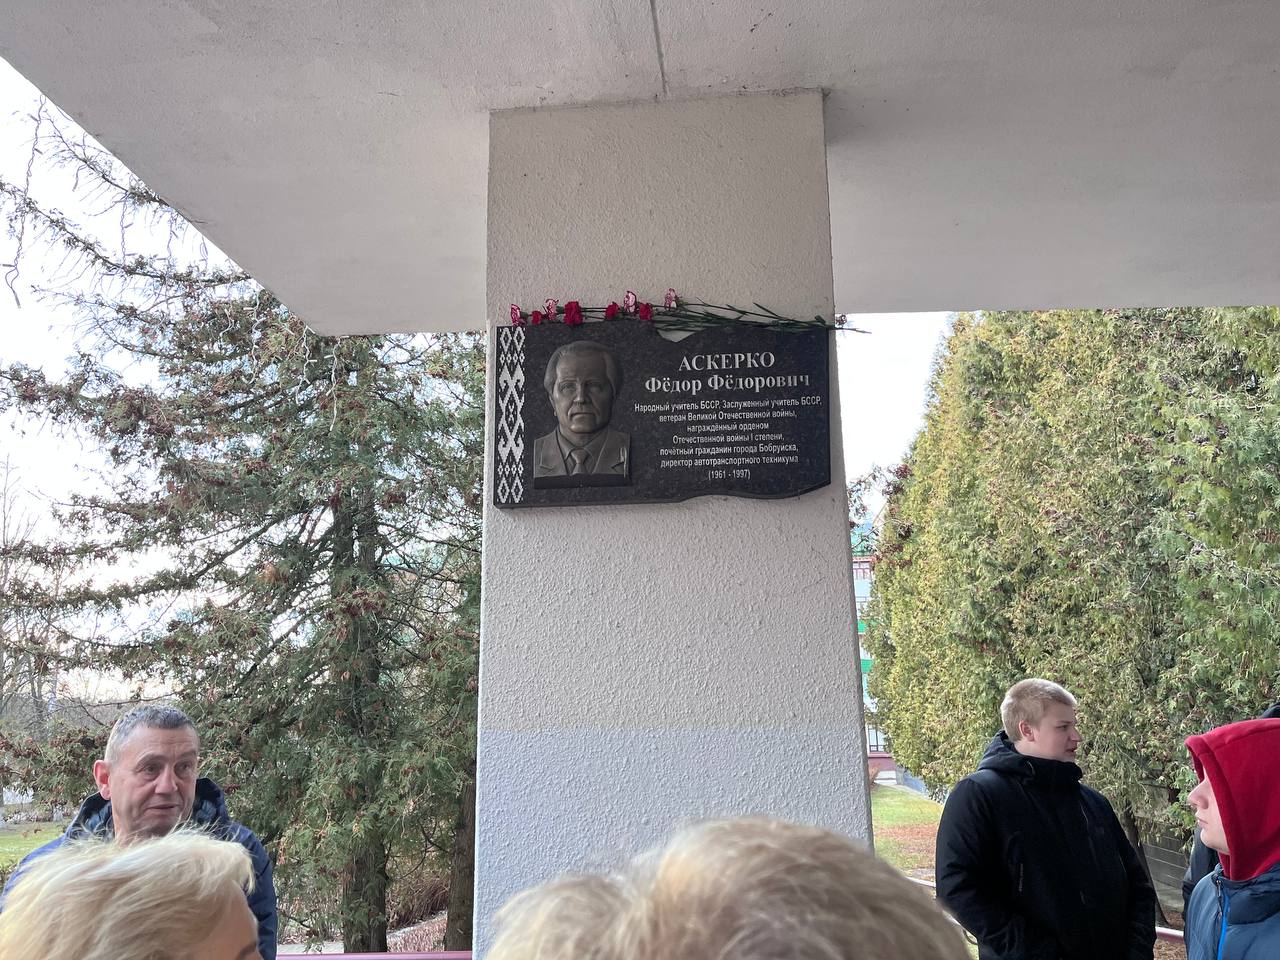 АСКЕРКО
Фёдор Фёдорович
Народный учитель БССР, Заслуженный учитель БССР,
ветеран Великой Отечественной войны,
награждённый орденом
Отечественной войны I степени,
почётный гражданин города Бобруйска,
директор автотранспортного техникума
(1961 - 1997)